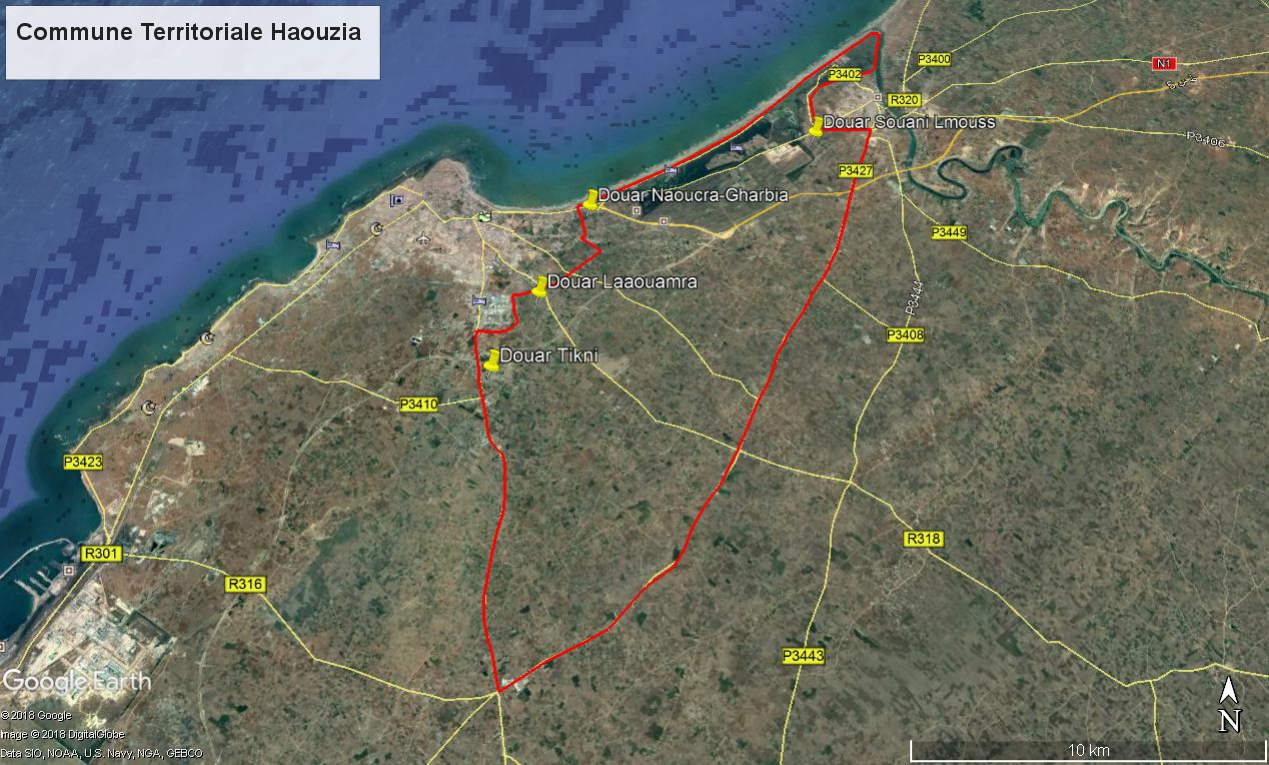 Commune Territoriale Haouzia
P3400
N1
P3402
R320
Douar Souani Lmouss
P3406
P3427
Douar Naoucra-Gharbia
P3449
Douar Laaouamra
P3444
P3408
Douar Tikni
P3410
P3423
R318
R301
R316
P3443
Google Earth
N
©2018 Google
Image © 2018 DigitalGlobe
Data SIO, NOAA, U.S. Navy, NGA, GEBCO
10 km